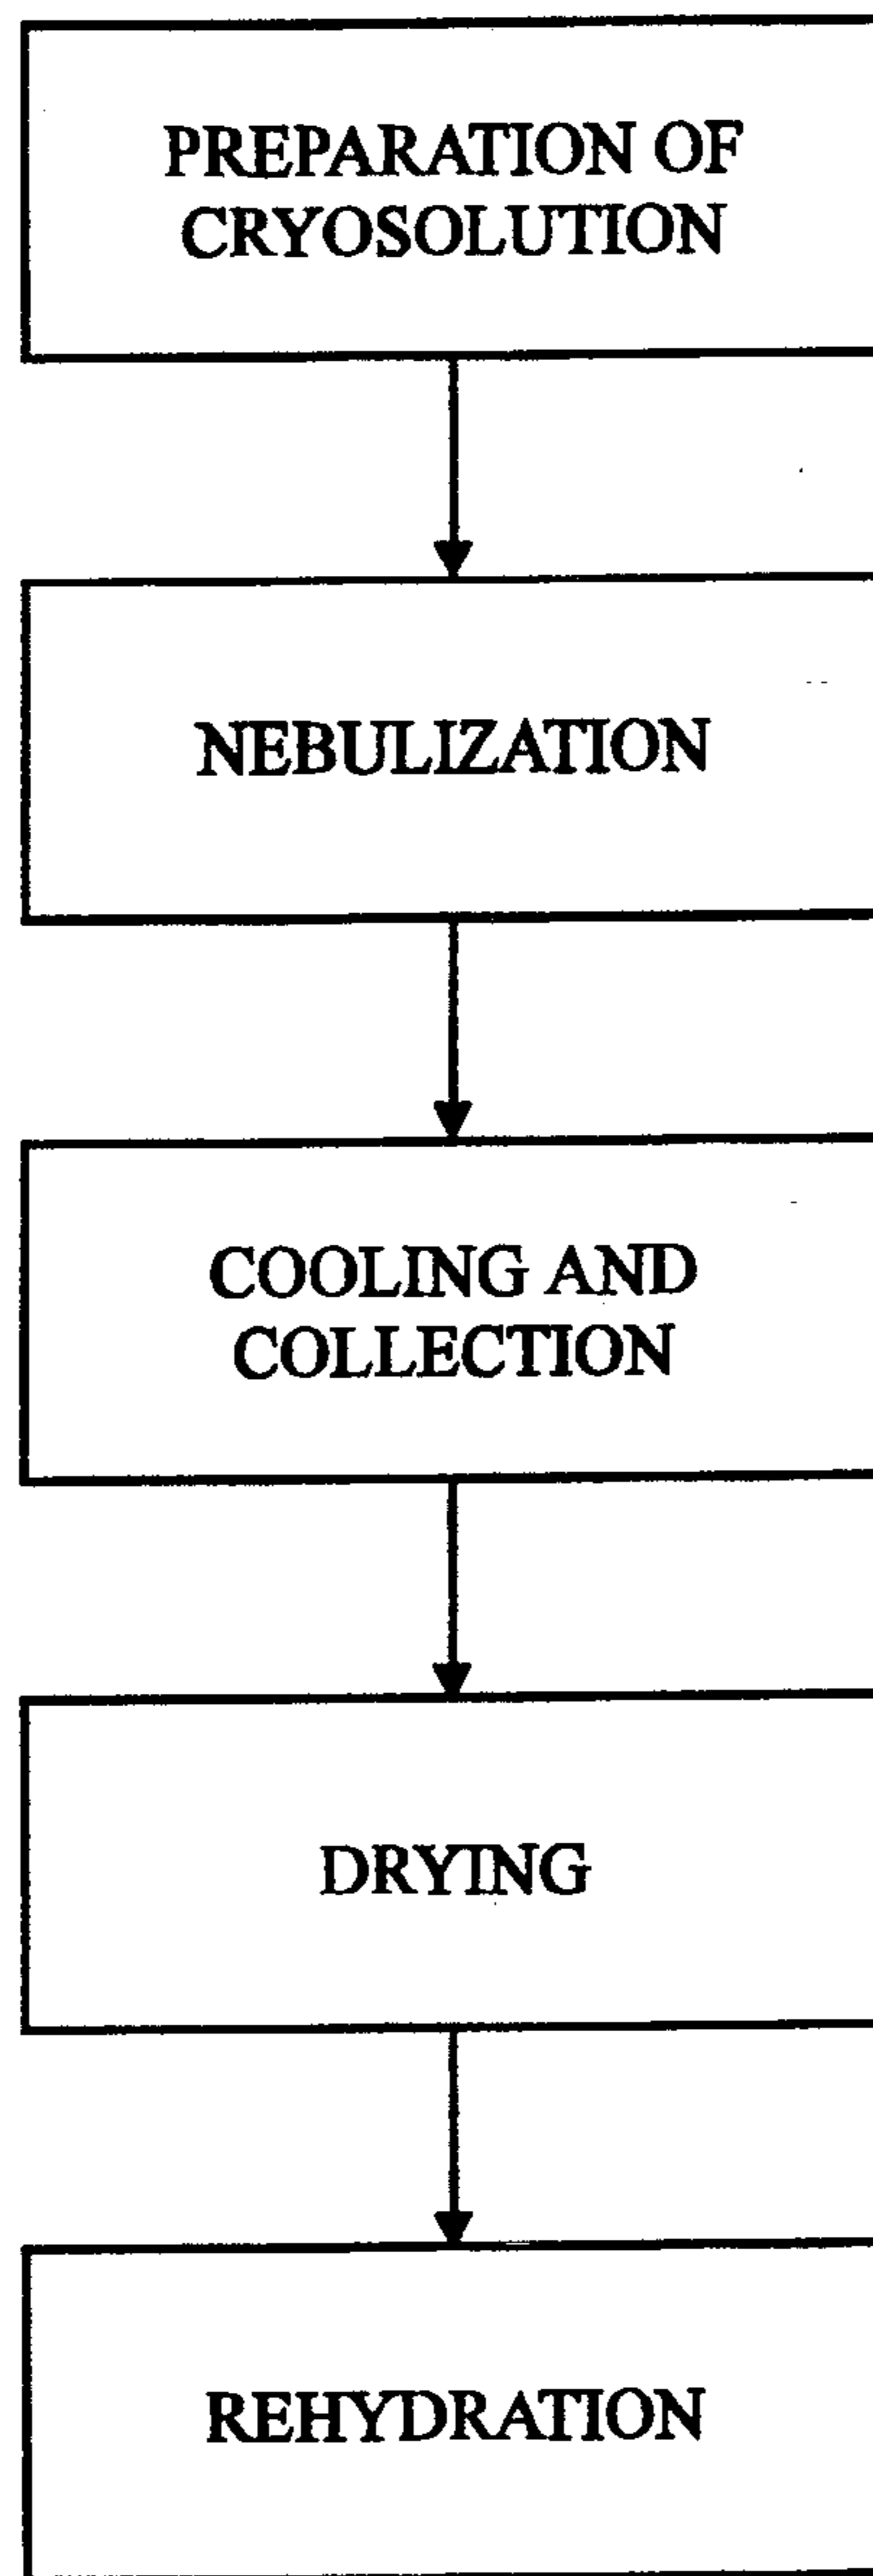 PREPARATION OF
CRYOSOLUTION
NEBULIZATION
COOLING AND
COLLECTION
DRYING
REHYDRATION